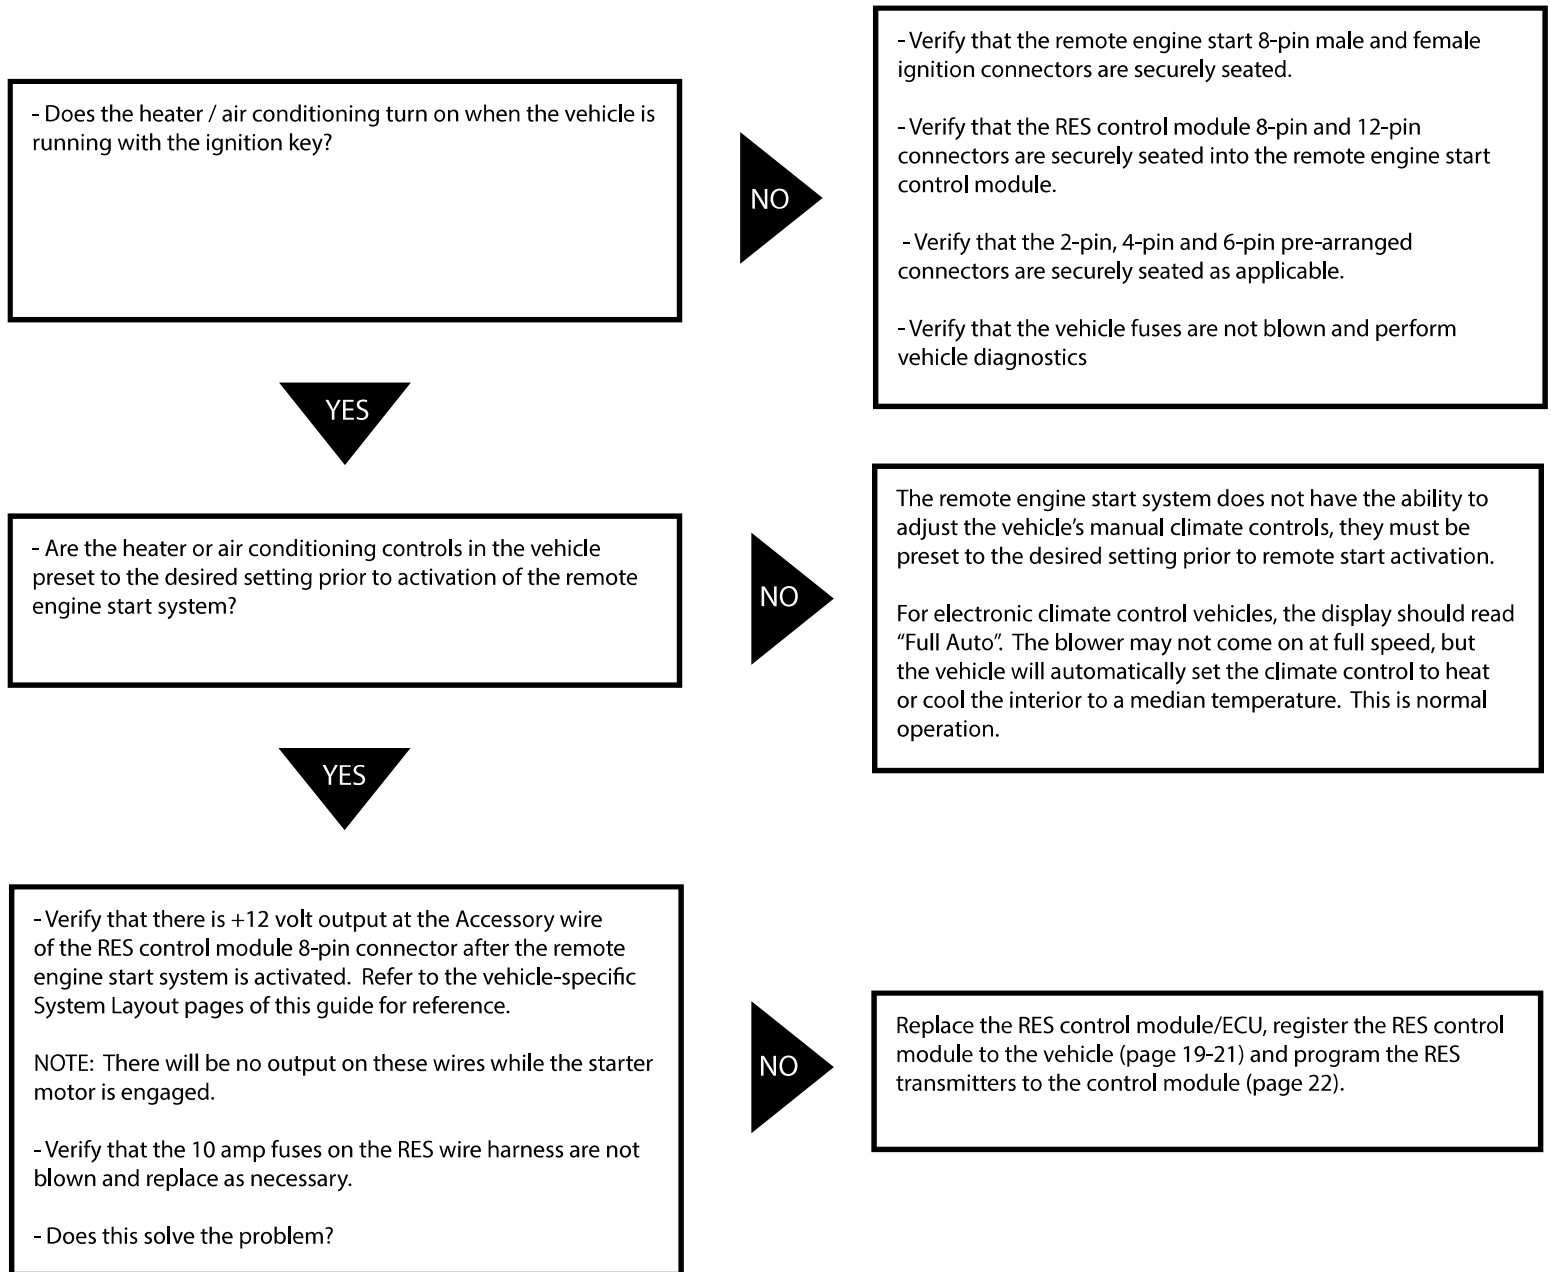 - Does the heater / air conditioning turn on when the vehicle is
running with the ignition key?
NO
- Verify that the remote engine start 8-pin male and female
ignition connectors are securely seated.
- Verify that the RES control module 8-pin and 12-pin
connectors are securely seated into the remote engine start
control module.
- Verify that the 2-pin, 4-pin and 6-pin pre-arranged
connectors are securely seated as applicable.
- Verify that the vehicle fuses are not blown and perform
vehicle diagnostics
YES
- Are the heater or air conditioning controls in the vehicle
preset to the desired setting prior to activation of the remote
engine start system?
NO
The remote engine start system does not have the ability to
adjust the vehicle's manual climate controls, they must be
preset to the desired setting prior to remote start activation.
For electronic climate control vehicles, the display should read
“Full Auto”. The blower may not come on at full speed, but
the vehicle will automatically set the climate control to heat
or cool the interior to a median temperature. This is normal
operation.
YES
- Verify that there is +12 volt output at the Accessory wire
of the RES control module 8-pin connector after the remote
engine start system is activated. Refer to the vehicle-specific
System Layout pages of this guide for reference.
NOTE: There will be no output on these wires while the starter
motor is engaged.
- Verify that the 10 amp fuses on the RES wire harness are not
blown and replace as necessary.
- Does this solve the problem?
NO
Replace the RES control module/ECU, register the RES control
module to the vehicle (page 19-21) and program the RES
transmitters to the control module (page 22).